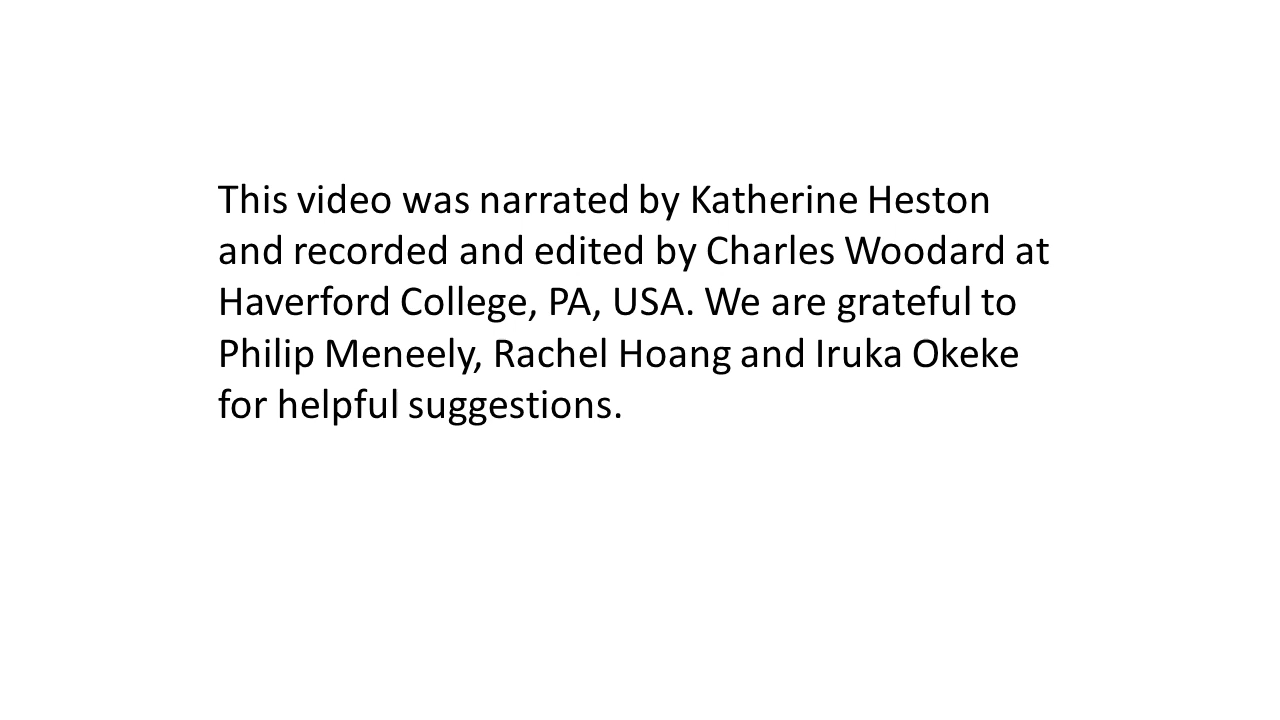 This video was narrated by Katherine Heston
and recorded and edited by Charles Woodard at
Haverford College, PA, USA. We are grateful to
Philip Meneely, Rachel Hoang and Iruka Okeke
for helpful suggestions.